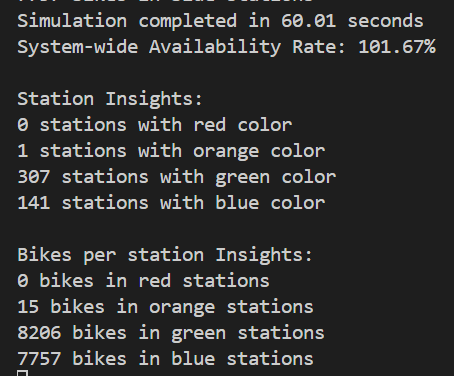 Simulation completed in 60.01 seconds
System-wide Availability Rate: 101.67%
Station Insights:
0 stations with red color
1 stations with orange color
307 stations with green color
141 stations with blue color
Bikes per station Insights:
0 bikes in red stations
15 bikes in orange stations
8206 bikes in green stations
7757 bikes in blue stations